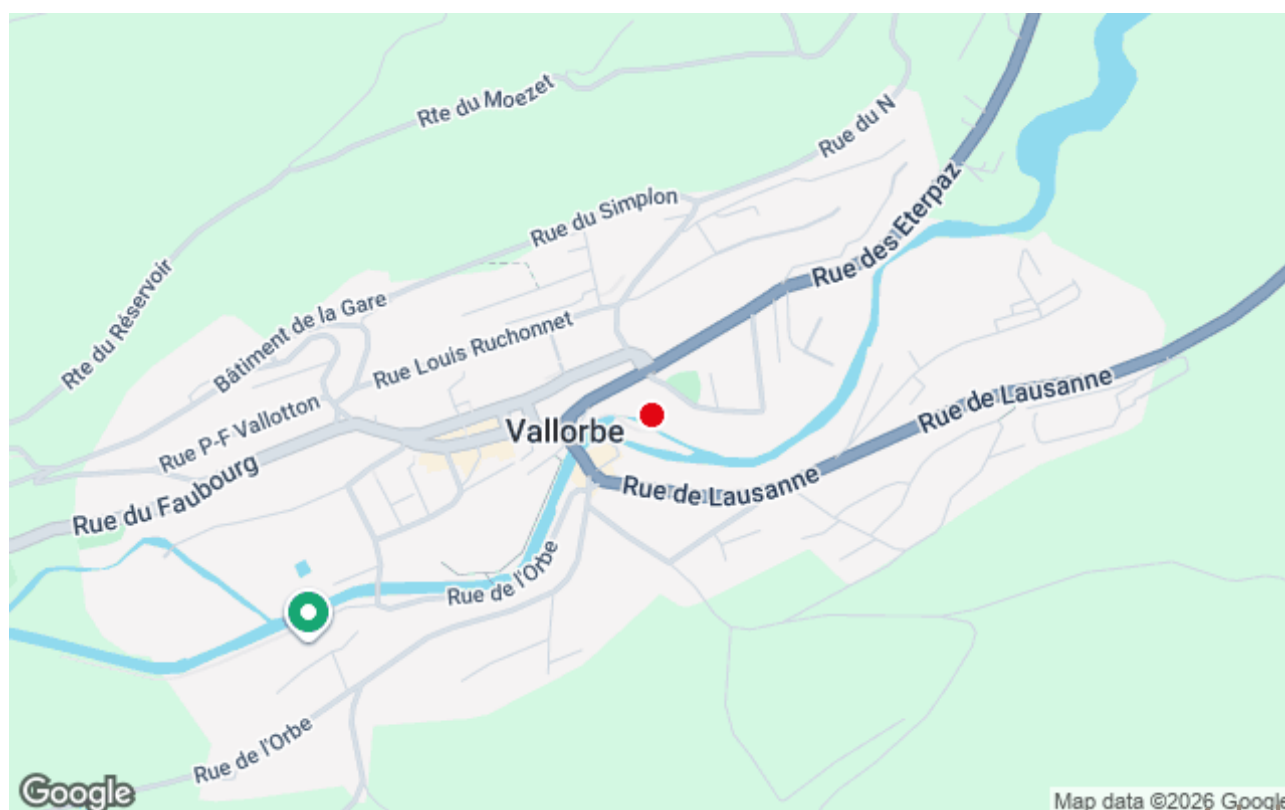 Rte du Moezet
Rue du N
Rue du Simplon
Rue des Eterpaz
Rte du Réservoir
Bâtiment de la Gare
Rue Louis Ruchonnet
Rue P-F Vallotton
Rue de Lausanne
Vallorbe
Rue du Faubourg
Rue de Lausanne
Rue de l'Orbe
Rue de l'Orbe
Google
Map data ©2026 Google